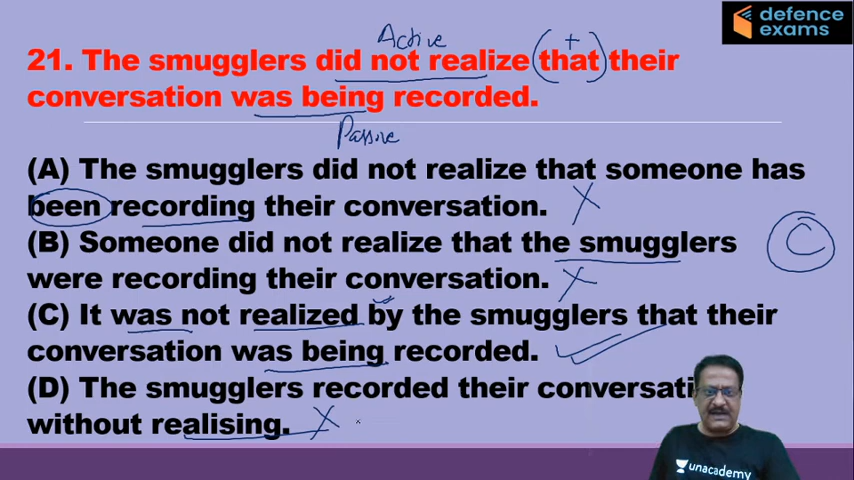 defence
exams
Active
21. The smugglers did not realize (that) their
+
conversation was being recorded.
Passive
(A) The smugglers did not realize that someone has
been recording their conversation. X
(B) Someone did not realize that the smugglers
were recording their conversation. X
C
(C) It was not realized by the smugglers that their
conversation was being recorded.
(D) The smugglers recorded their conversati
without realising. X
unacademy